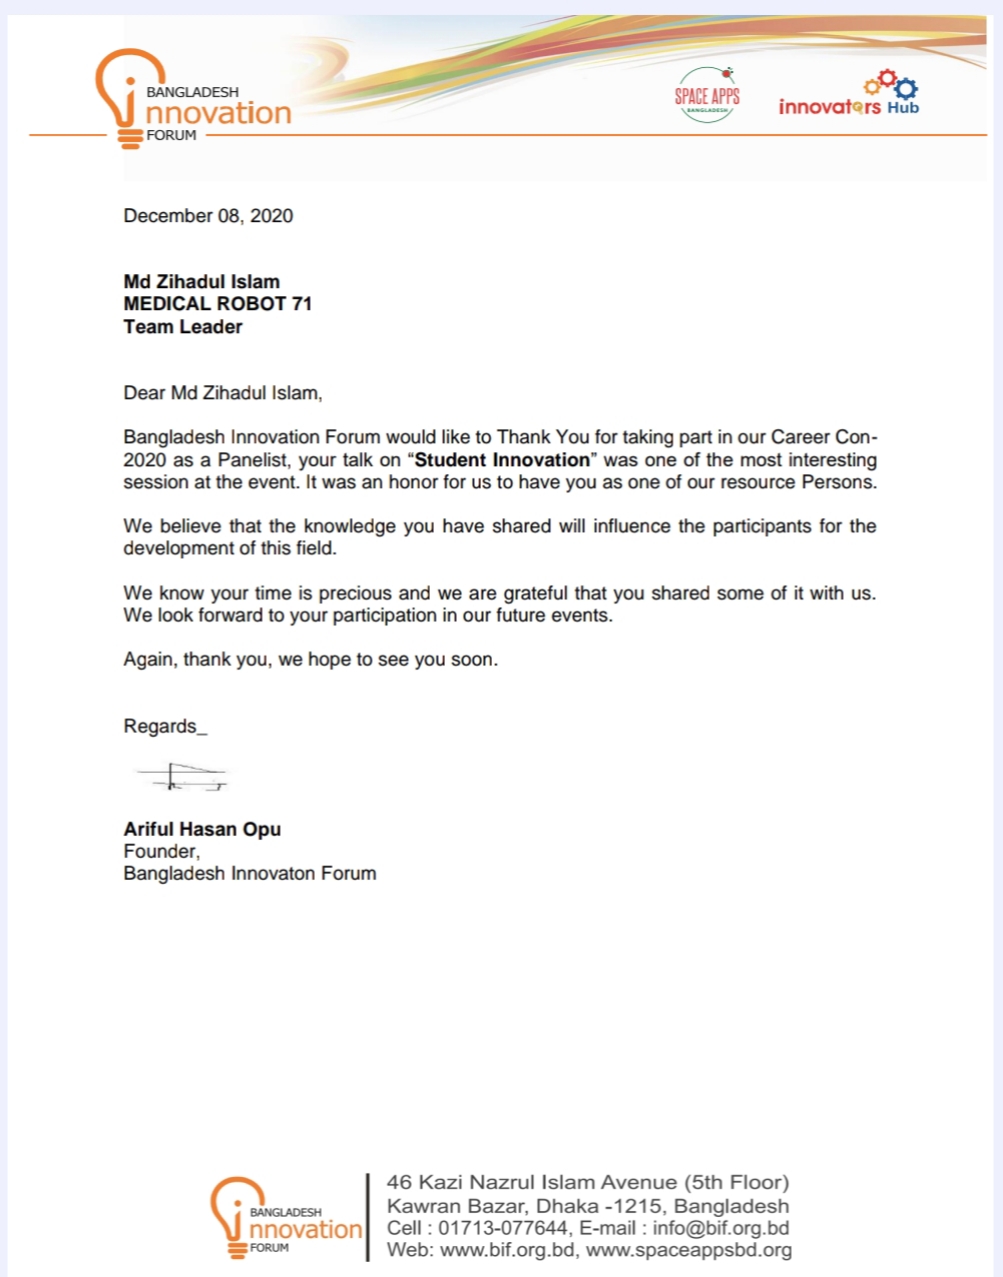 BANGLADESH
innovation
FORUM
SPACE APPS
BANGLADESH
innovators Hub
December 08, 2020
Md Zihadul Islam
MEDICAL ROBOT 71
Team Leader
Dear Md Zihadul Islam,
Bangladesh Innovation Forum would like to Thank You for taking part in our Career Con-
2020 as a Panelist, your talk on “Student Innovation” was one of the most interesting
session at the event. It was an honor for us to have you as one of our resource Persons.
We believe that the knowledge you have shared will influence the participants for the
development of this field.
We know your time is precious and we are grateful that you shared some of it with us.
We look forward to your participation in our future events.
Again, thank you, we hope to see you soon.
Regards_
Ariful Hasan Opu
Founder,
Bangladesh Innovaton Forum
BANGLADESH
innovation
FORUM
46 Kazi Nazrul Islam Avenue (5th Floor)
Kawran Bazar, Dhaka -1215, Bangladesh
Cell : 01713-077644, E-mail : info@bif.org.bd
Web: www.bif.org.bd, www.spaceappsbd.org